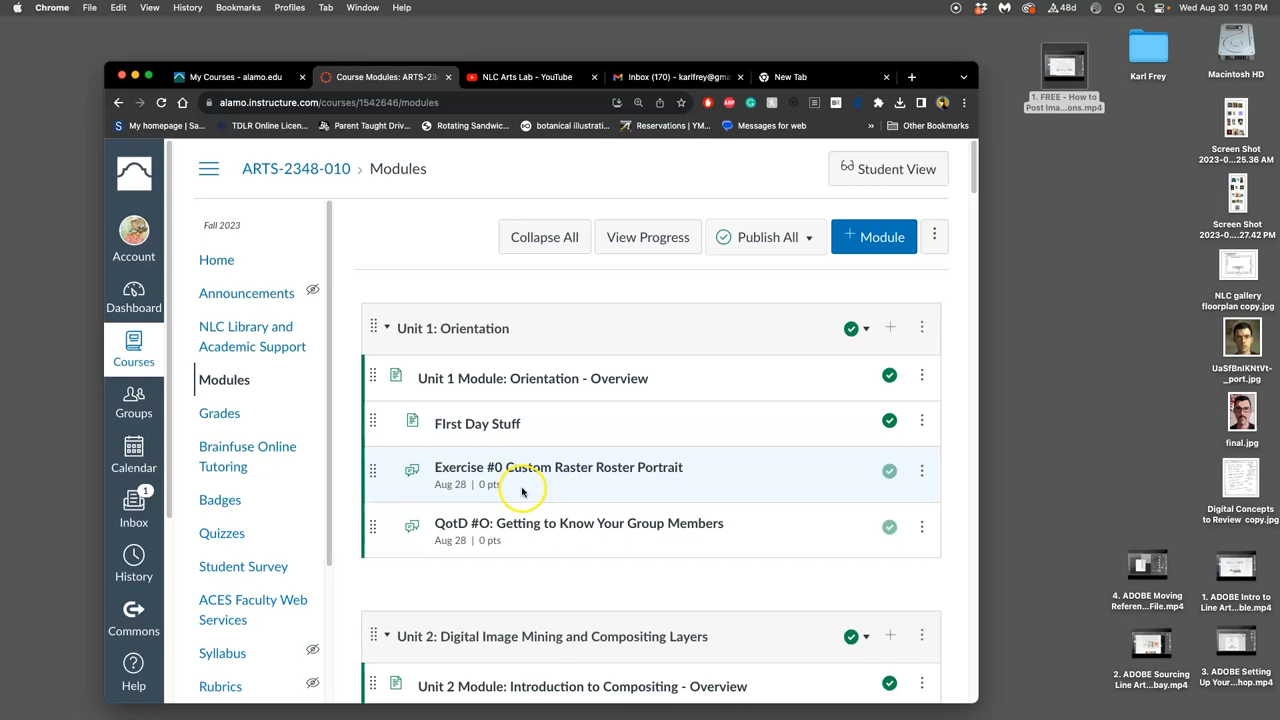 Chrome File Edit View History Bookmarks Profiles Tab Window Help
48d
Wed Aug 30 1:30 PM
My Courses - alamo.edu
Course Modules: ARTS-23
NLC Arts Lab - YouTube
Inbox (170) - karlfrey@gma
New Tab
alamo.instructure.com/courses/1542646/modules
My homepage | Sa...
TDLR Online Licen...
Parent Taught Driv...
Rotating Sandwic...
botanical illustrati...
Reservations | YM...
Messages for web
»
Other Bookmarks
ARTS-2348-010 › Modules
Student View
Account
Dashboard
Courses
Groups
Calendar
1
Inbox
History
Commons
Help
Fall 2023
Home
Announcements
NLC Library and
Academic Support
Modules
Grades
Brainfuse Online
Tutoring
Badges
Quizzes
Student Survey
ACES Faculty Web
Services
Syllabus
Rubrics
Collapse All
View Progress
Publish All
+ Module
Unit 1: Orientation
Unit 1 Module: Orientation - Overview
FIrst Day Stuff
Exercise #0 Custom Raster Roster Portrait
Aug 28 | 0 pts
QotD #O: Getting to Know Your Group Members
Aug 28 | 0 pts
Unit 2: Digital Image Mining and Compositing Layers
Unit 2 Module: Introduction to Compositing - Overview
1. FREE - How to
Post Ima...ons.mp4
Karl Frey
Macintosh HD
Screen Shot
2023-0...25.36 AM
Screen Shot
2023-0...27.42 PM
NLC gallery
floorplan copy.jpg
UaSfBnIKNtVt-
_port.jpg
final.jpg
Digital Concepts
to Review copy.jpg
4. ADOBE Moving
Referen...File.mp4
1. ADOBE Intro to
Line Art...ble.mp4
2. ADOBE Sourcing
Line Art...bay.mp4
3. ADOBE Setting
Up Your...hop.mp4